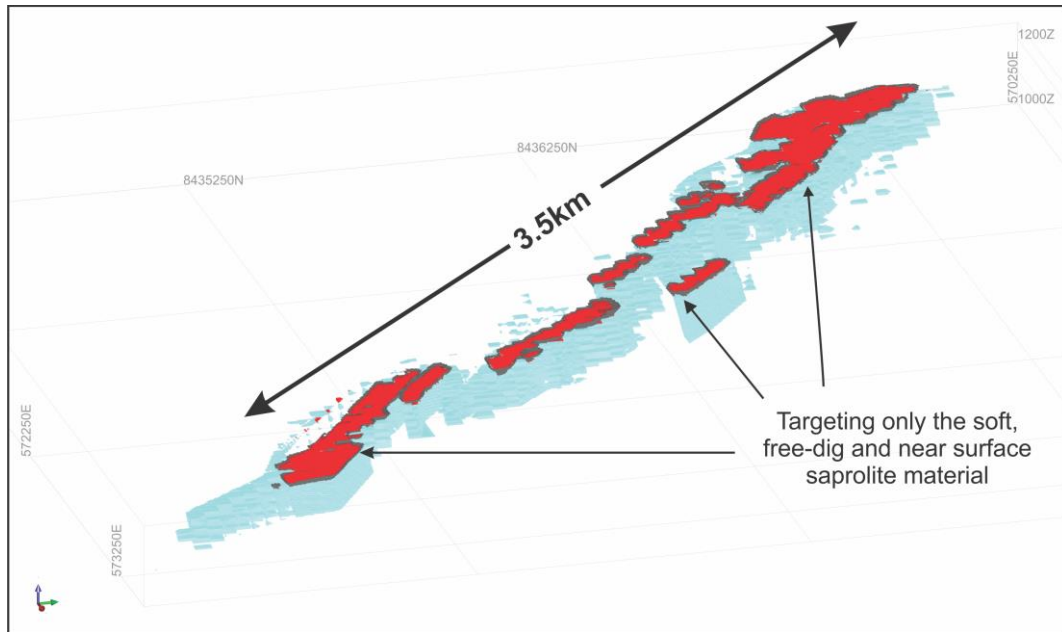 1200Z
570250E
51000Z
8436250N
8435250N
3.5km
Targeting only the soft,
free-dig and near surface
saprolite material
572250E
573250E